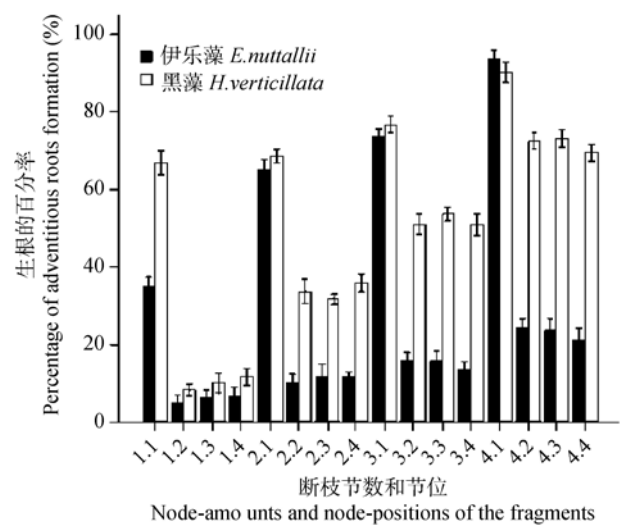 100
80
60
40
20
0
生根的百分率
Percentage of adventitious roots formation (%)
伊乐藻 E.nuttallii
黑藻 H.verticillata
1.1 1.2 1.3 1.4 2.1 2.2 2.3 2.4 3.1 3.2 3.3 3.4 4.1 4.2 4.3 4.4
断枝节数和节位
Node-amo unts and node-positions of the fragments